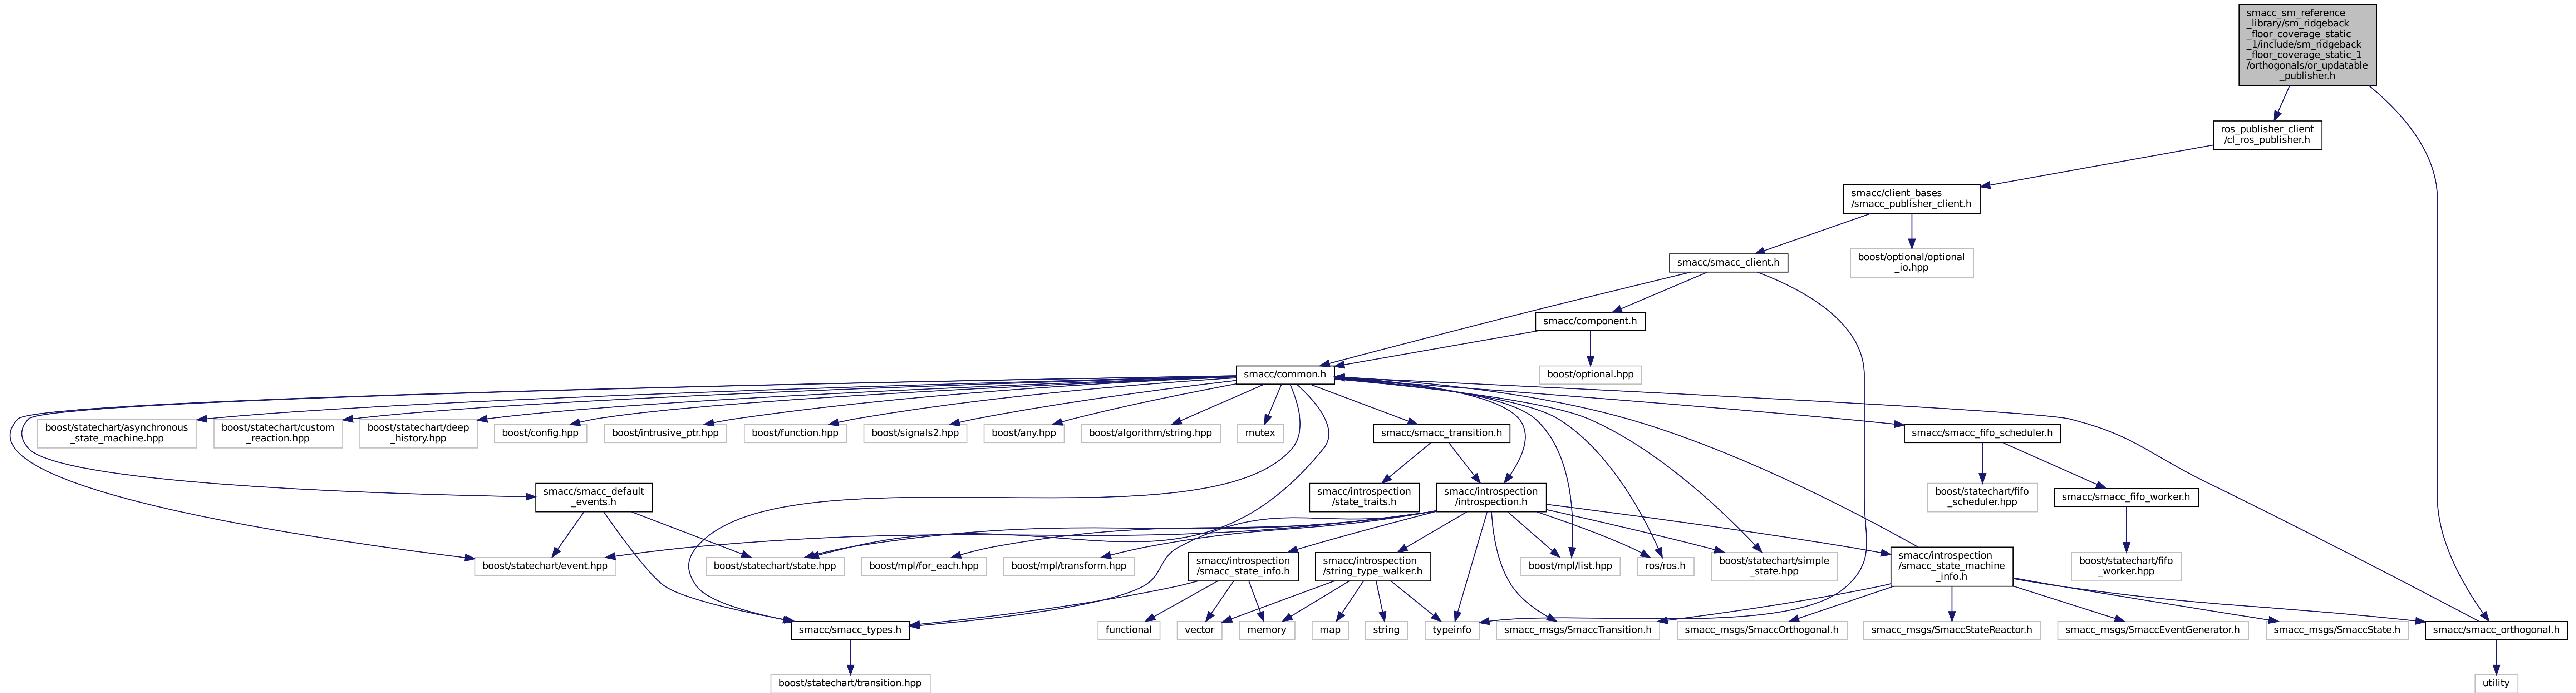 smacc_sm_reference
_library/sm_ridgeback
_floor_coverage_static
_1/include/sm_ridgeback
_floor_coverage_static_1
/orthogonals/or_updatable
_publisher.h
ros_publisher_client
/cl_ros_publisher.h
smacc/client_bases
/smacc_publisher_client.h
smacc/smacc_client.h
boost/optional/optional
_io.hpp
smacc/component.h
smacc/common.h
boost/optional.hpp
boost/statechart/asynchronous
_state_machine.hpp
boost/statechart/custom
_reaction.hpp
boost/statechart/deep
_history.hpp
boost/config.hpp
boost/intrusive_ptr.hpp
boost/function.hpp
boost/signals2.hpp
boost/any.hpp
boost/algorithm/string.hpp
mutex
smacc/smacc_transition.h
smacc/smacc_fifo_scheduler.h
smacc/smacc_default
_events.h
smacc/introspection
/state_traits.h
smacc/introspection
/introspection.h
boost/statechart/fifo
_scheduler.hpp
smacc/smacc_fifo_worker.h
boost/statechart/event.hpp
boost/statechart/state.hpp
boost/mpl/for_each.hpp
boost/mpl/transform.hpp
smacc/introspection
/smacc_state_info.h
smacc/introspection
/string_type_walker.h
boost/mpl/list.hpp
ros/ros.h
boost/statechart/simple
_state.hpp
smacc/introspection
/smacc_state_machine
_info.h
boost/statechart/fifo
_worker.hpp
smacc/smacc_types.h
functional
vector
memory
map
string
typeinfo
smacc_msgs/SmaccTransition.h
smacc_msgs/SmaccOrthogonal.h
smacc_msgs/SmaccStateReactor.h
smacc_msgs/SmaccEventGenerator.h
smacc_msgs/SmaccState.h
smacc/smacc_orthogonal.h
boost/statechart/transition.hpp
utility